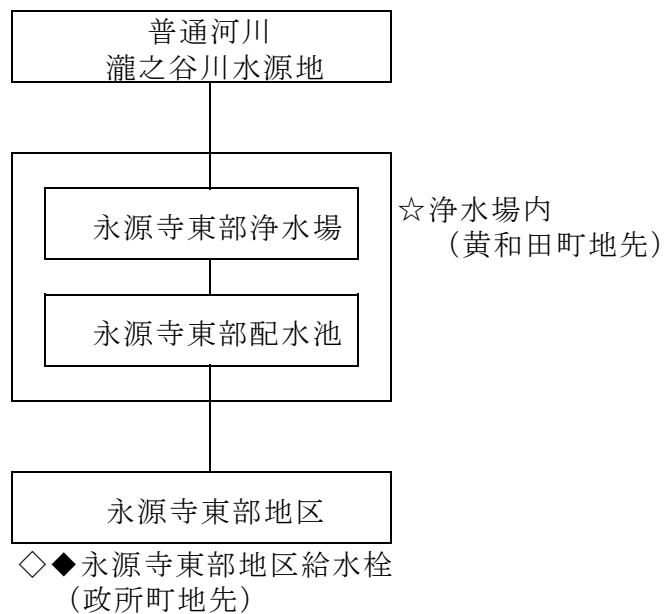 普通河川
瀧之谷川水源地
永源寺東部浄水場
☆浄水場内
(黄和田町地先)
永源寺東部配水池
永源寺東部地区
◇◆永源寺東部地区給水栓
(政所町地先)